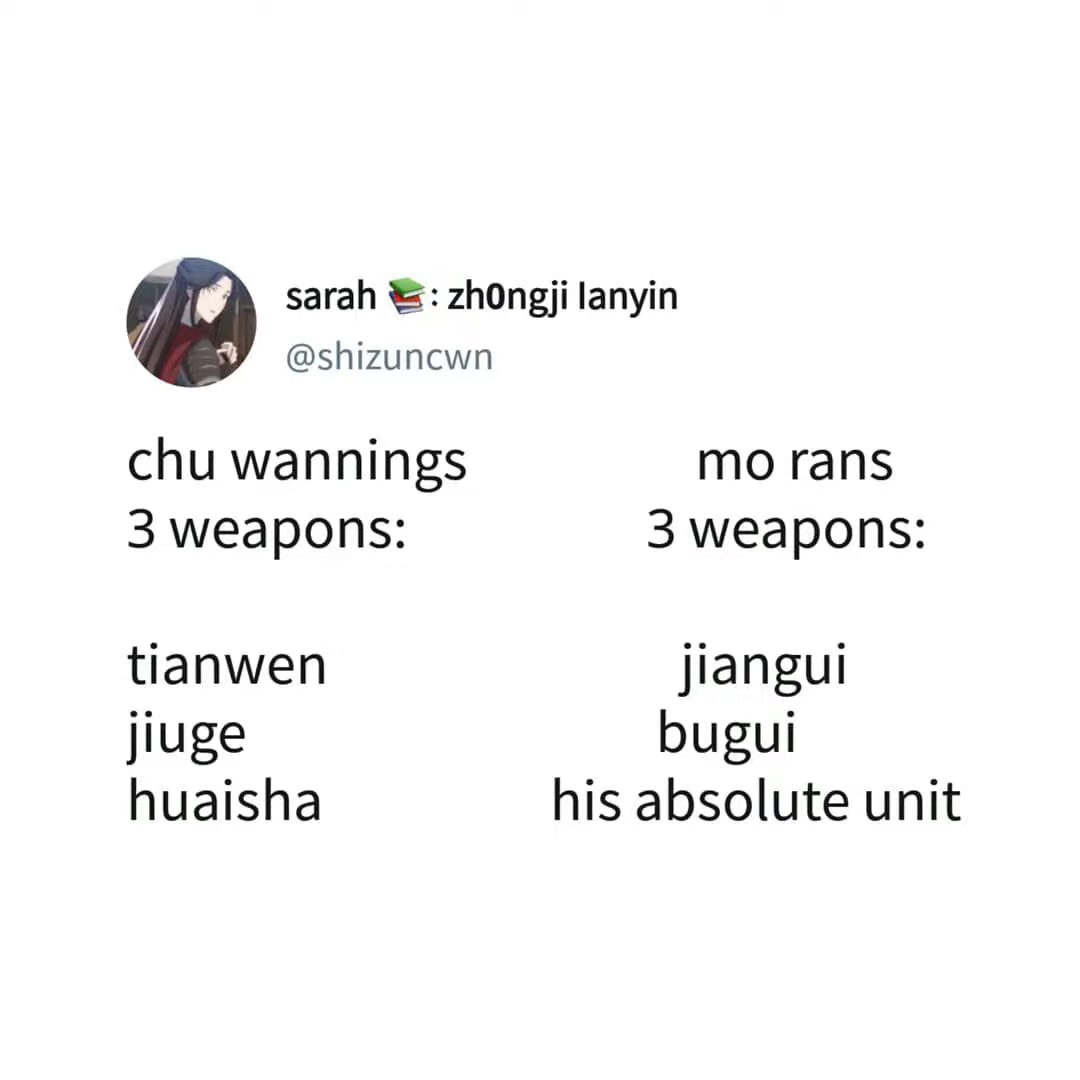 sarah 📚: zh0ngji lanyin
@shizuncwn
chu wannings mo rans
3 weapons: 3 weapons:
tianwen jiangui
jiuge bugui
huaisha his absolute unit